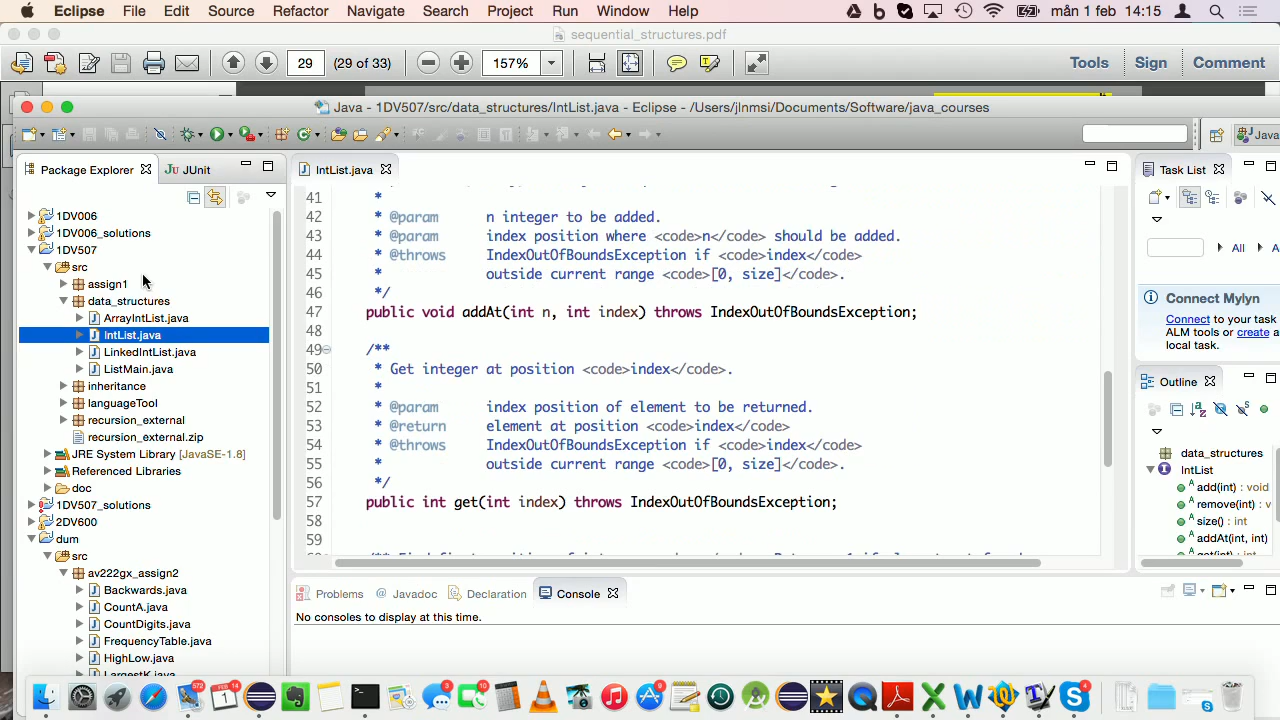 Eclipse File Edit Source Refactor Navigate Search Project Run Window Help mån 1 feb 14:15
sequential_structures.pdf
29 (29 of 33) 157% Tools Sign Comment
Java - 1DV507/src/data_structures/IntList.java - Eclipse - /Users/jlnmsi/Documents/Software/java_courses
Java
Package Explorer JUnit
IntList.java
Task List
1DV006
1DV006_solutions
1DV507
src
assign1
data_structures
ArrayIntList.java
IntList.java
LinkedIntList.java
ListMain.java
inheritance
languageTool
recursion_external
recursion_external.zip
JRE System Library [JavaSE-1.8]
Referenced Libraries
doc
1DV507_solutions
2DV600
dum
src
av222gx_assign2
Backwards.java
CountA.java
CountDigits.java
FrequencyTable.java
HighLow.java
LargestK.java
41 *
42 * @param n integer to be added.
43 * @param index position where <code>n</code> should be added.
44 * @throws IndexOutOfBoundsException if <code>index</code>
45 * outside current range <code>[0, size]</code>.
46 */
47 public void addAt(int n, int index) throws IndexOutOfBoundsException;
48
49 /**
50 * Get integer at position <code>index</code>.
51 *
52 * @param index position of element to be returned.
53 * @return element at position <code>index</code>
54 * @throws IndexOutOfBoundsException if <code>index</code>
55 * outside current range <code>[0, size]</code>.
56 */
57 public int get(int index) throws IndexOutOfBoundsException;
58
59
All
Connect Mylyn
Connect to your task
ALM tools or create
local task.
Outline
data_structures
IntList
add(int) : void
remove(int) : v
size() : int
addAt(int, int)
Problems @ Javadoc Declaration Console
No consoles to display at this time.